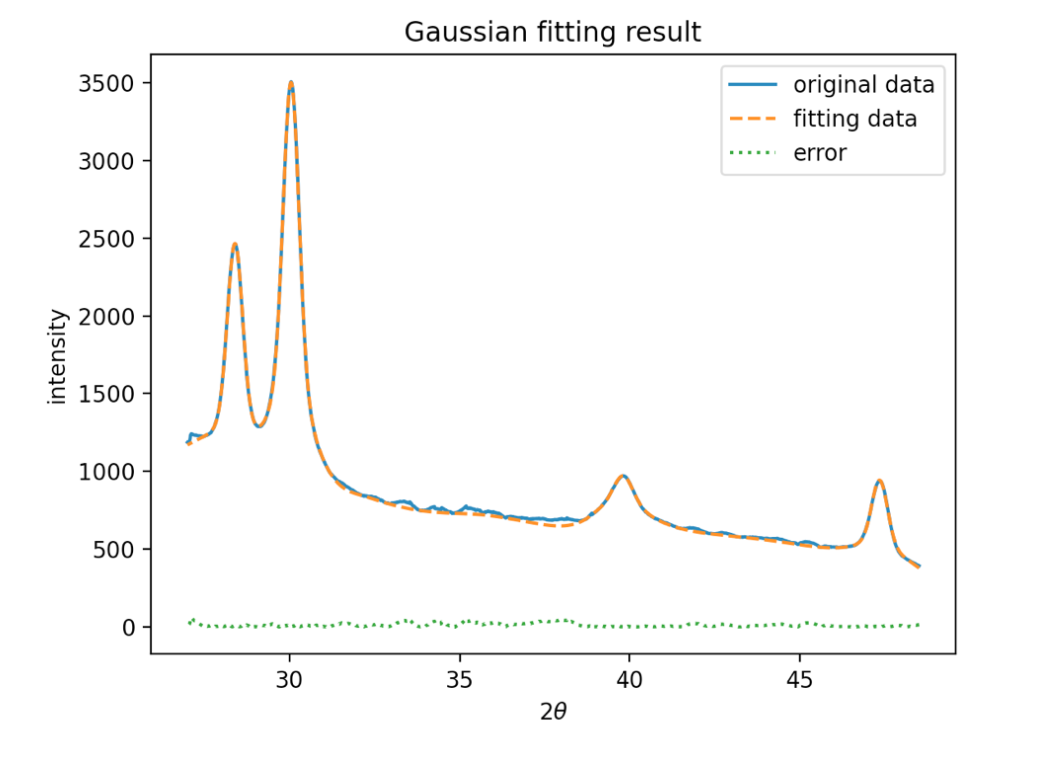 Gaussian fitting result
original data
fitting data
error
intensity
3500
3000
2500
2000
1500
1000
500
0
30
35
40
45
2θ